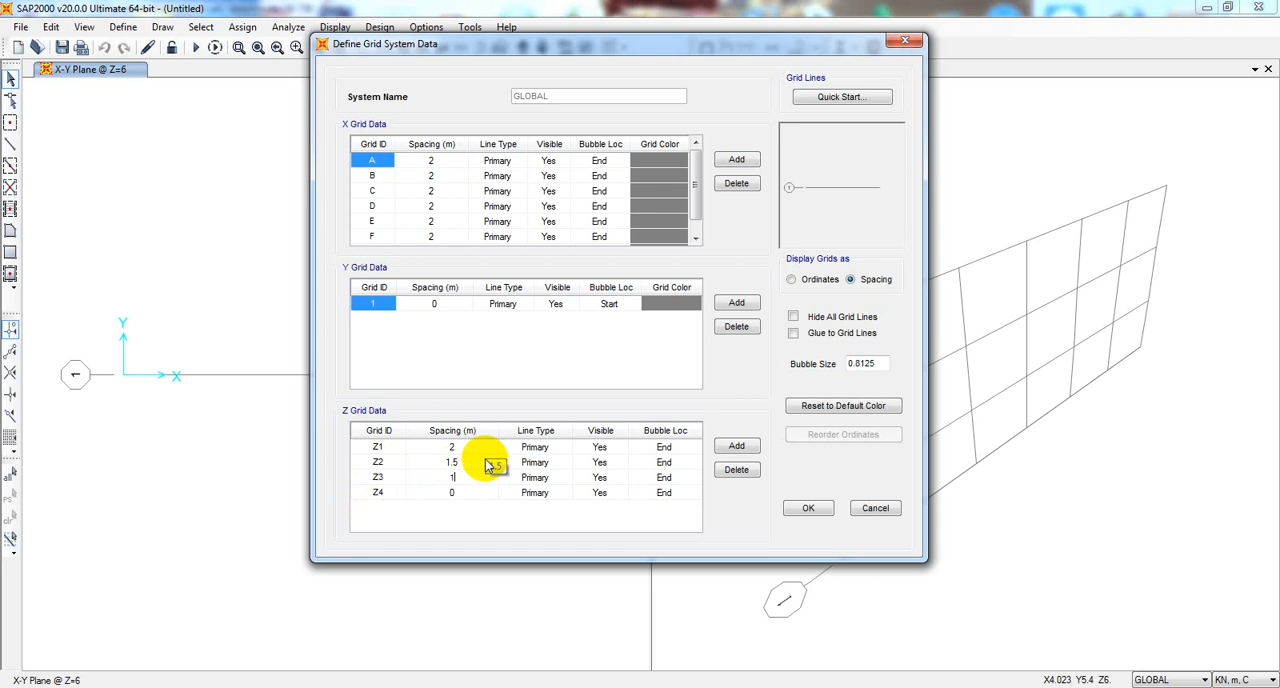 SAP2000 v20.0.0 Ultimate 64-bit - (Untitled)
File Edit View Define Draw Select Assign Analyze Display Design Options Tools Help
X-Y Plane @ Z=6
Define Grid System Data
System Name GLOBAL
Grid Lines
Quick Start...
X Grid Data
Grid ID Spacing (m) Line Type Visible Bubble Loc Grid Color
A 2 Primary Yes End
B 2 Primary Yes End
C 2 Primary Yes End
D 2 Primary Yes End
E 2 Primary Yes End
F 2 Primary Yes End
Add
Delete
1
Y Grid Data
Grid ID Spacing (m) Line Type Visible Bubble Loc Grid Color
1 0 Primary Yes Start
Add
Delete
Display Grids as
Ordinates Spacing
Hide All Grid Lines
Glue to Grid Lines
Bubble Size 0.8125
Reset to Default Color
Reorder Ordinates
Z Grid Data
Grid ID Spacing (m) Line Type Visible Bubble Loc
Z1 2 Primary Yes End
Z2 1.5 Primary Yes End
Z3 1 Primary Yes End
Z4 0 Primary Yes End
Add
Delete
OK Cancel
Y
X
1
X-Y Plane @ Z=6
X4.023 Y5.4 Z6.
GLOBAL
KN, m, C